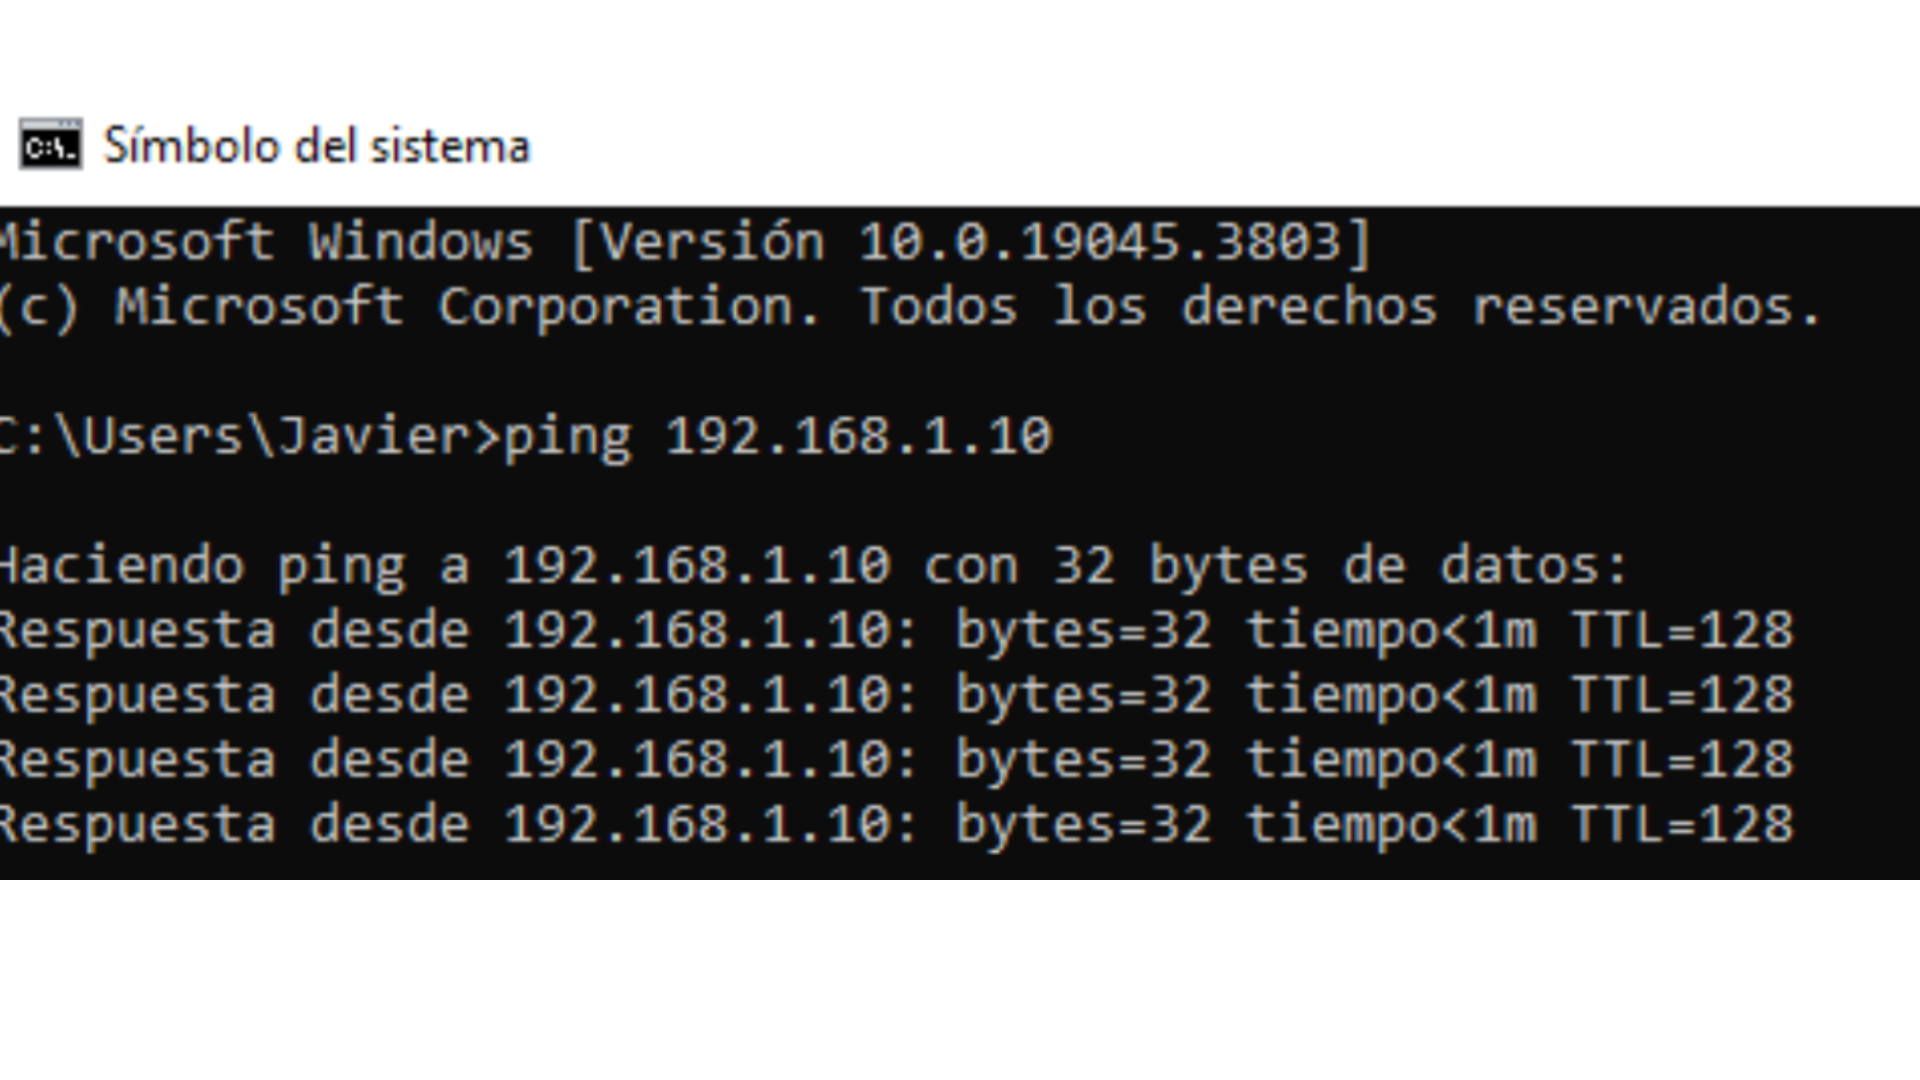 C:\.
Símbolo del sistema
Microsoft Windows [Versión 10.0.19045.3803]
(c) Microsoft Corporation. Todos los derechos reservados.
C:\Users\Javier>ping 192.168.1.10
Haciendo ping a 192.168.1.10 con 32 bytes de datos:
Respuesta desde 192.168.1.10: bytes=32 tiempo<1m TTL=128
Respuesta desde 192.168.1.10: bytes=32 tiempo<1m TTL=128
Respuesta desde 192.168.1.10: bytes=32 tiempo<1m TTL=128
Respuesta desde 192.168.1.10: bytes=32 tiempo<1m TTL=128